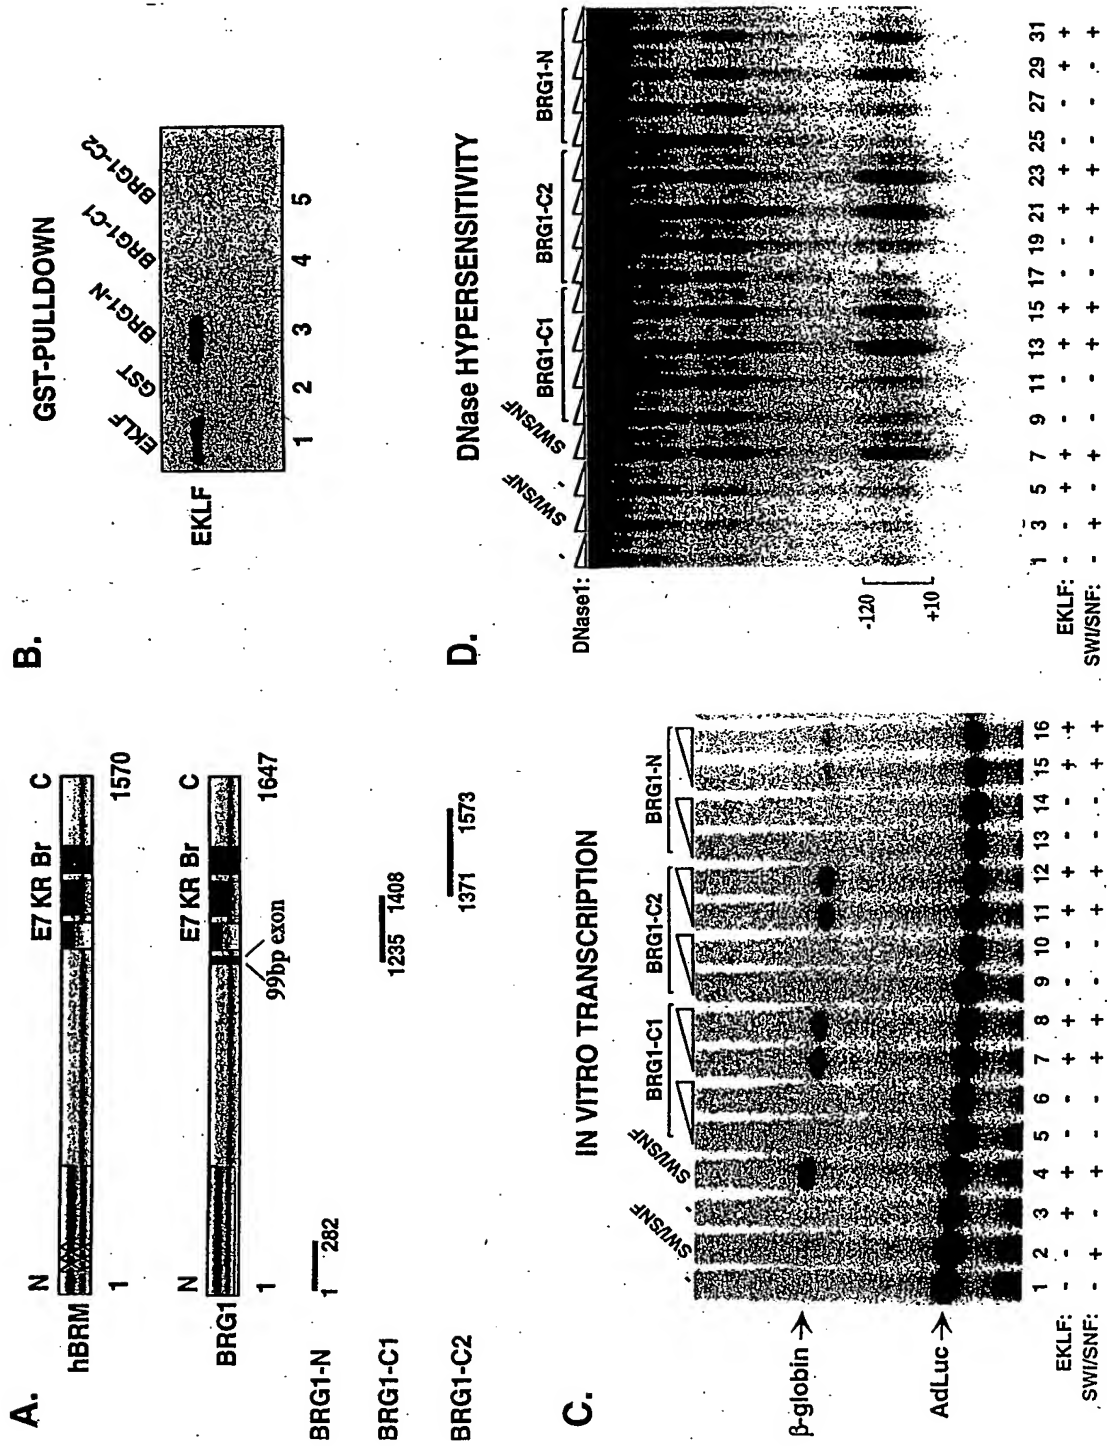 A.
N E7 KR Br C
hBRM
1 1570
N E7 KR Br C
BRG1
1 1647
99bp exon
BRG1-N
1 282
BRG1-C1
1235 1408
BRG1-C2
1371 1573
B.
GST-PULLDOWN
EKLF GST BRG1-N BRG1-C1 BRG1-C2
EKLF
1 2 3 4 5
C.
IN VITRO TRANSCRIPTION
- SWI/SNF - SWI/SNF BRG1-C1 BRG1-C2 BRG1-N
β-globin →
AdLuc →
1 2 3 4 5 6 7 8 9 10 11 12 13 14 15 16
EKLF: - - + + - - + + - - + + - - + +
SWI/SNF: - + - + - - + + - - + + - - + +
D.
DNase HYPERSENSITIVITY
- SWI/SNF - SWI/SNF BRG1-C1 BRG1-C2 BRG1-N
DNase1:
-120
+10
1 3 5 7 9 11 13 15 17 19 21 23 25 27 29 31
EKLF: - - + + - - + + - - + + - - + +
SWI/SNF: - + - + - - + + - - + + - - - +